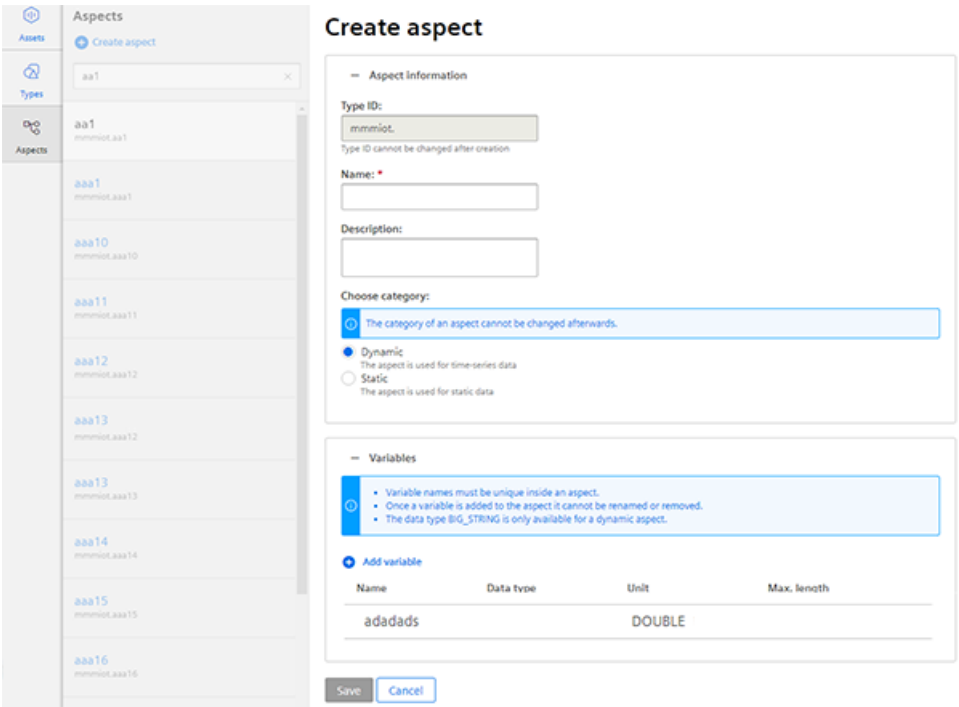 Assets
Types
Aspects
Aspects
Create aspect
aa1
aa1
mmmiot.aa1
aaa1
mmmiot.aaa1
aaa10
mmmiot.aaa10
aaa11
mmmiot.aaa11
aaa12
mmmiot.aaa12
aaa13
mmmiot.aaa12
aaa13
mmmiot.aaa13
aaa14
mmmiot.aaa14
aaa15
mmmiot.aaa15
aaa16
mmmiot.aaa16
Create aspect
Aspect information
Type ID:
mmmiot.
Type ID cannot be changed after creation
Name: *
Description:
Choose category:
The category of an aspect cannot be changed afterwards.
Dynamic
The aspect is used for time-series data
Static
The aspect is used for static data
Variables
• Variable names must be unique inside an aspect.
• Once a variable is added to the aspect it cannot be renamed or removed.
• The data type BIG_STRING is only available for a dynamic aspect.
Add variable
Name Data type Unit Max. length
adadads DOUBLE
Save Cancel